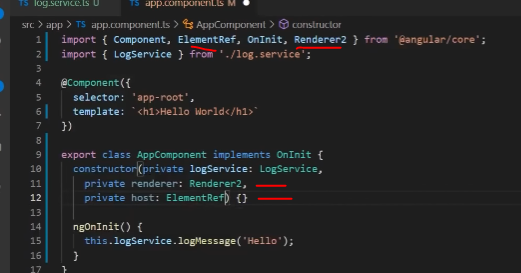 log.service.ts U
app.component.ts
src > app > app.component.ts > AppComponent > constructor
1 import { Component, ElementRef, OnInit, Renderer2 } from '@angular/core';
2 import { LogService } from './log.service';
3
4 @Component({
5 selector: 'app-root',
6 template: `<h1>Hello World</h1>`
7 })
8
9 export class AppComponent implements OnInit {
10 constructor(private logService: LogService,
11 private renderer: Renderer2,
12 private host: ElementRef) {}
13
14 ngOnInit() {
15 this.logService.logMessage('Hello');
16 }
17 }